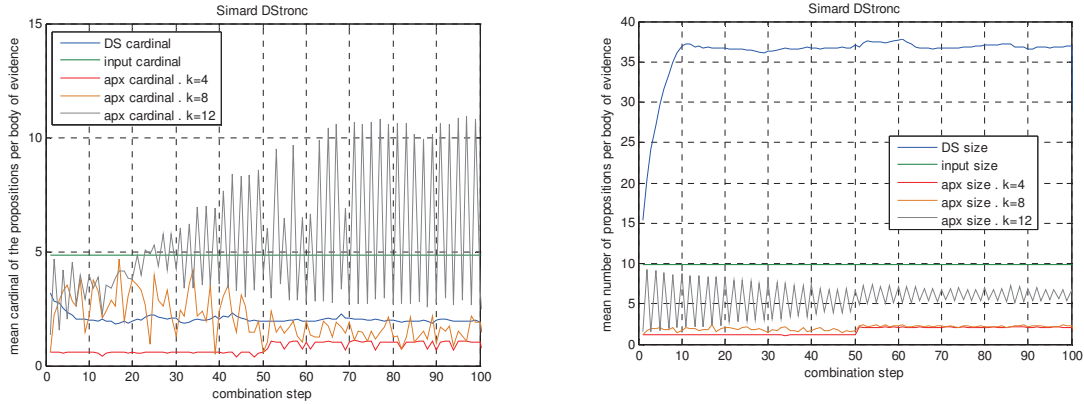 Simard DStronc
mean cardinal of the propositions per body of evidence
15
10
5
0
DS cardinal
input cardinal
apx cardinal . k=4
apx cardinal . k=8
apx cardinal . k=12
0 10 20 30 40 50 60 70 80 90 100
combination step
Simard DStronc
mean number of propositions per body of evidence
40
35
30
25
20
15
10
5
0
DS size
input size
apx size . k=4
apx size . k=8
apx size . k=12
0 10 20 30 40 50 60 70 80 90 100
combination step